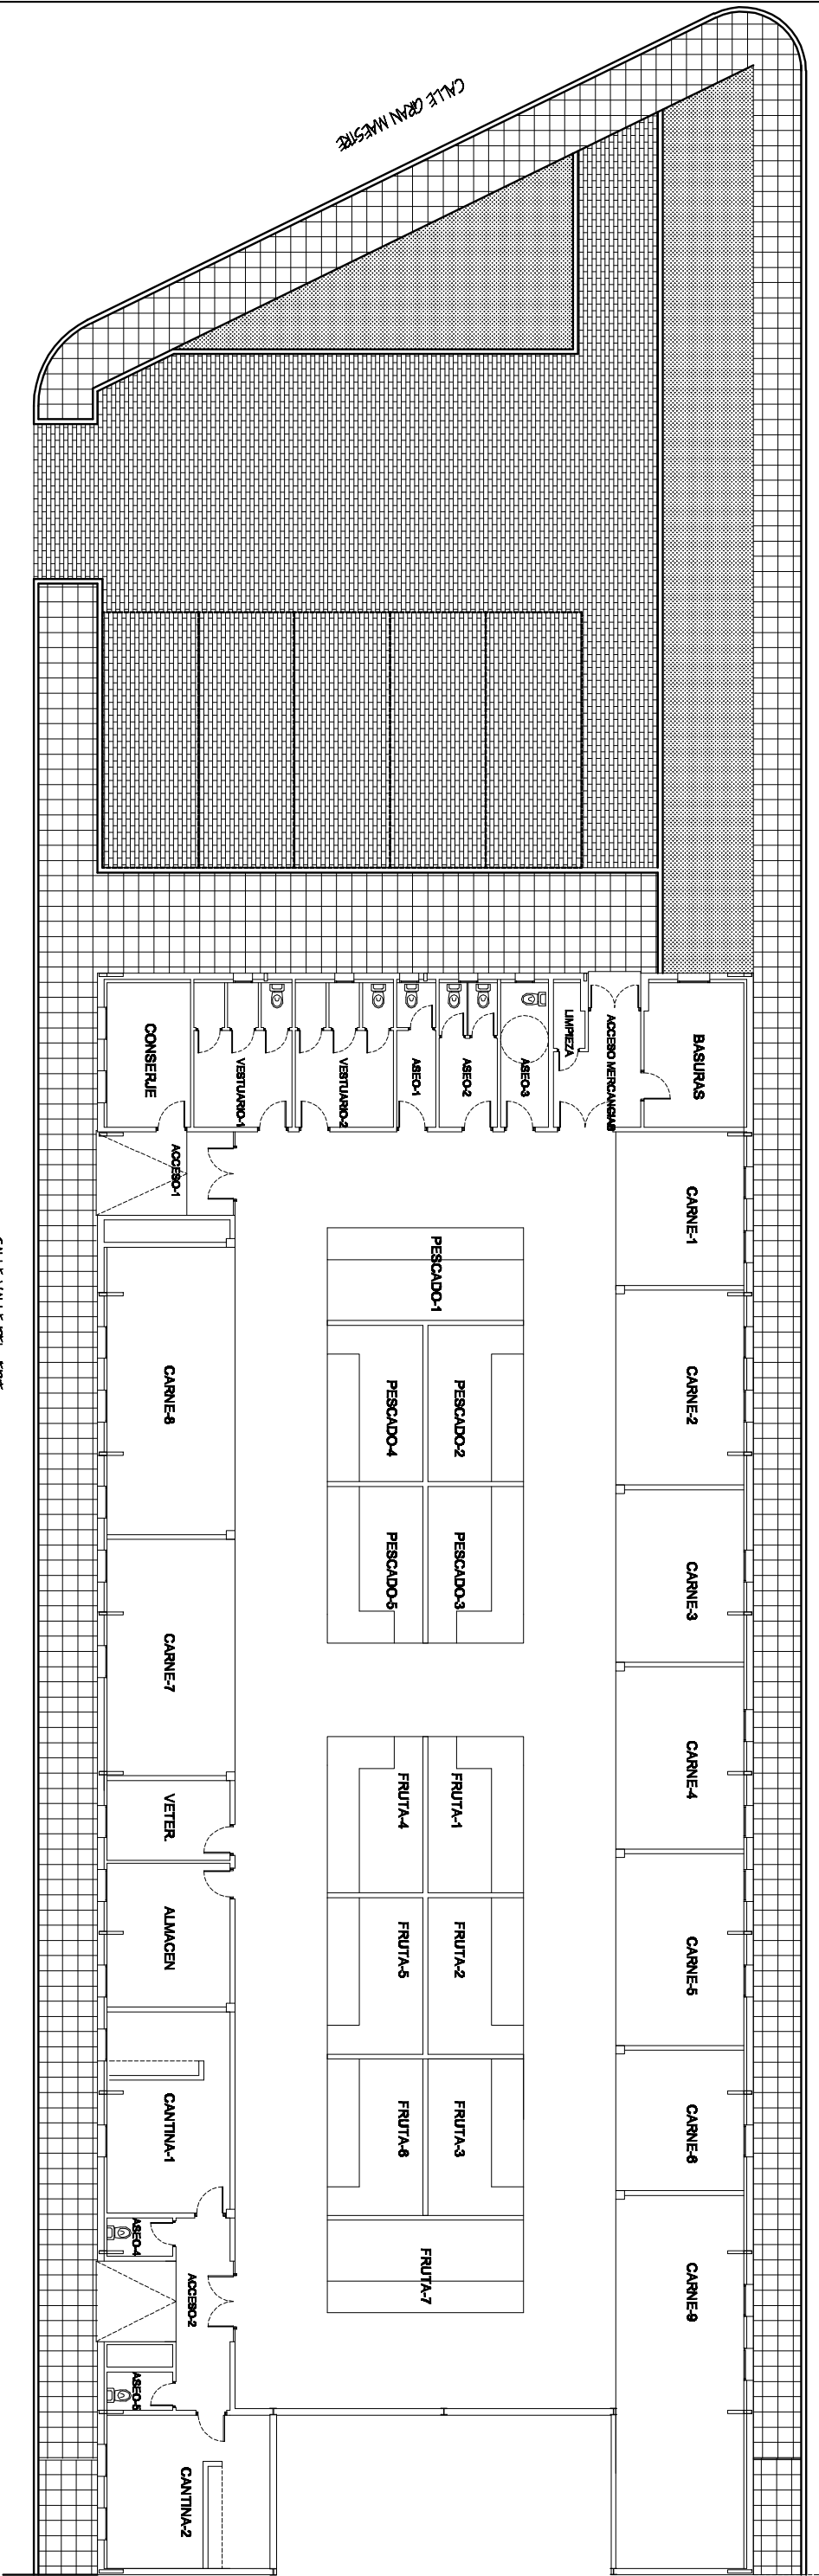 CALLE GRAN MAESTRE
CONSERJE
VESTUARIO-1
VESTUARIO-2
ASEO-1
ASEO-2
ASEO-3
LIMPIEZA
ACCESO MERCANCIAS
BASURAS
ACCESO-1
CARNE-1
PESCADO-1
CARNE-8
PESCADO-4
PESCADO-2
CARNE-2
PESCADO-5
PESCADO-3
CARNE-3
CARNE-7
CARNE-4
VETER.
FRUTA-4
FRUTA-1
ALMACEN
FRUTA-5
FRUTA-2
CARNE-5
CANTINA-1
FRUTA-6
FRUTA-3
CARNE-6
ASEO-4
ACCESO-2
FRUTA-7
CARNE-9
ASEO-5
CANTINA-2